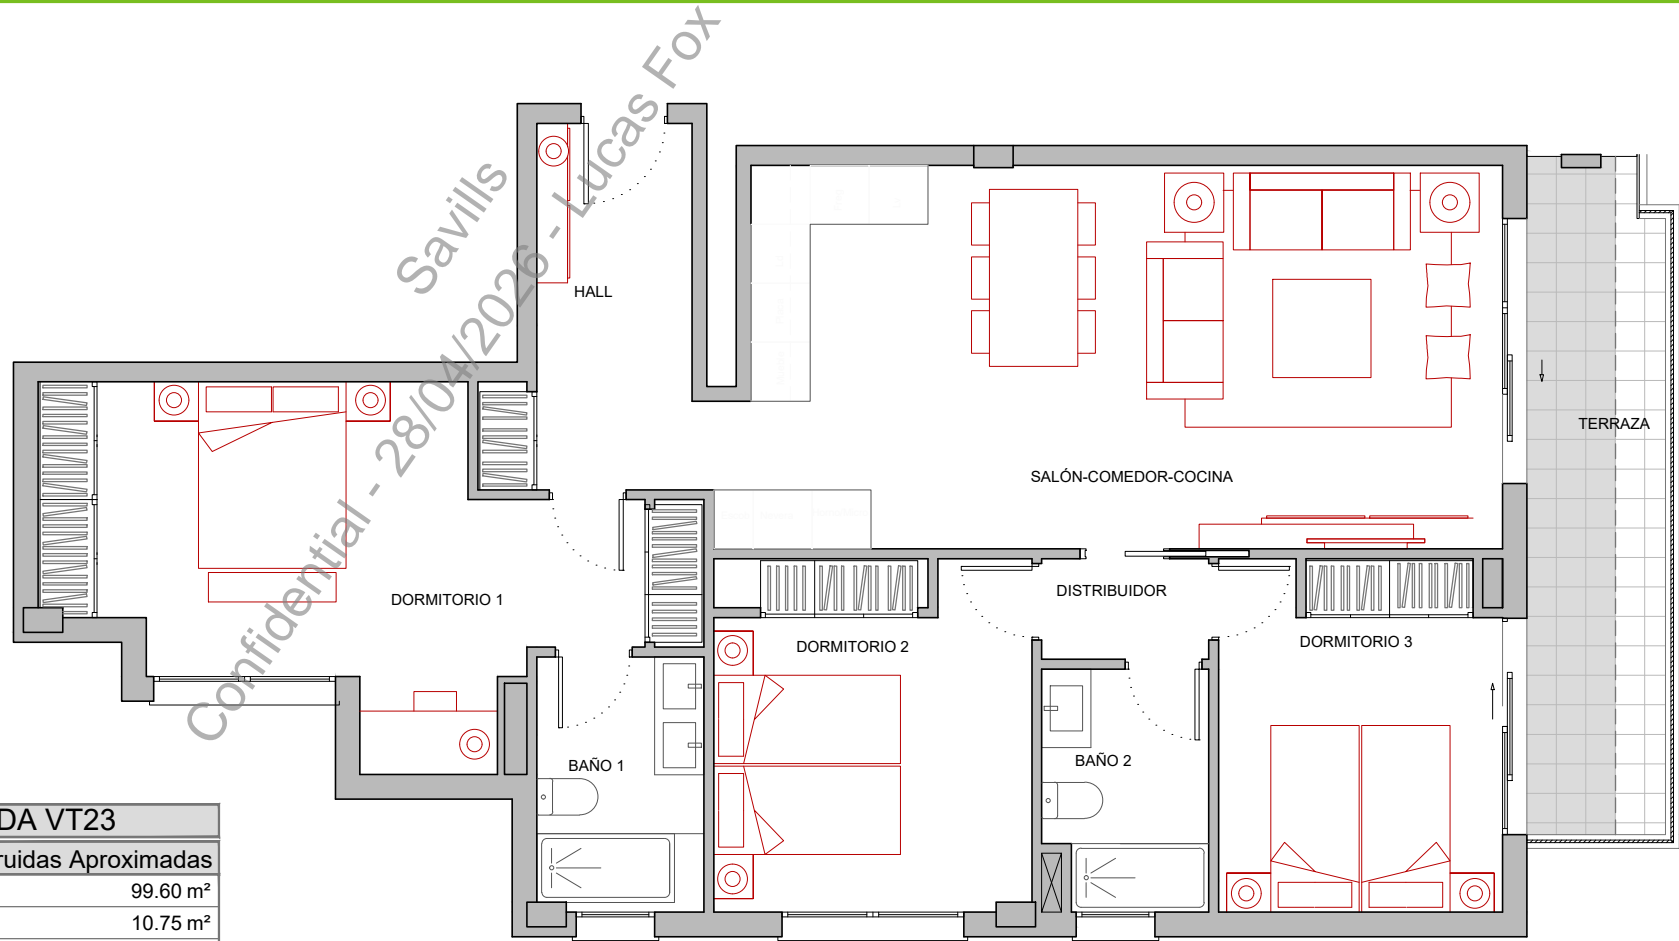 Savills
Confidential - 28/04/2026 - Lucas Fox
HALL
TERRAZA
SALÓN-COMEDOR-COCINA
DORMITORIO 1
DISTRIBUIDOR
DORMITORIO 2
DORMITORIO 3
BAÑO 1
BAÑO 2
DA VT23
ruidas Aproximadas
99.60 m²
10.75 m²